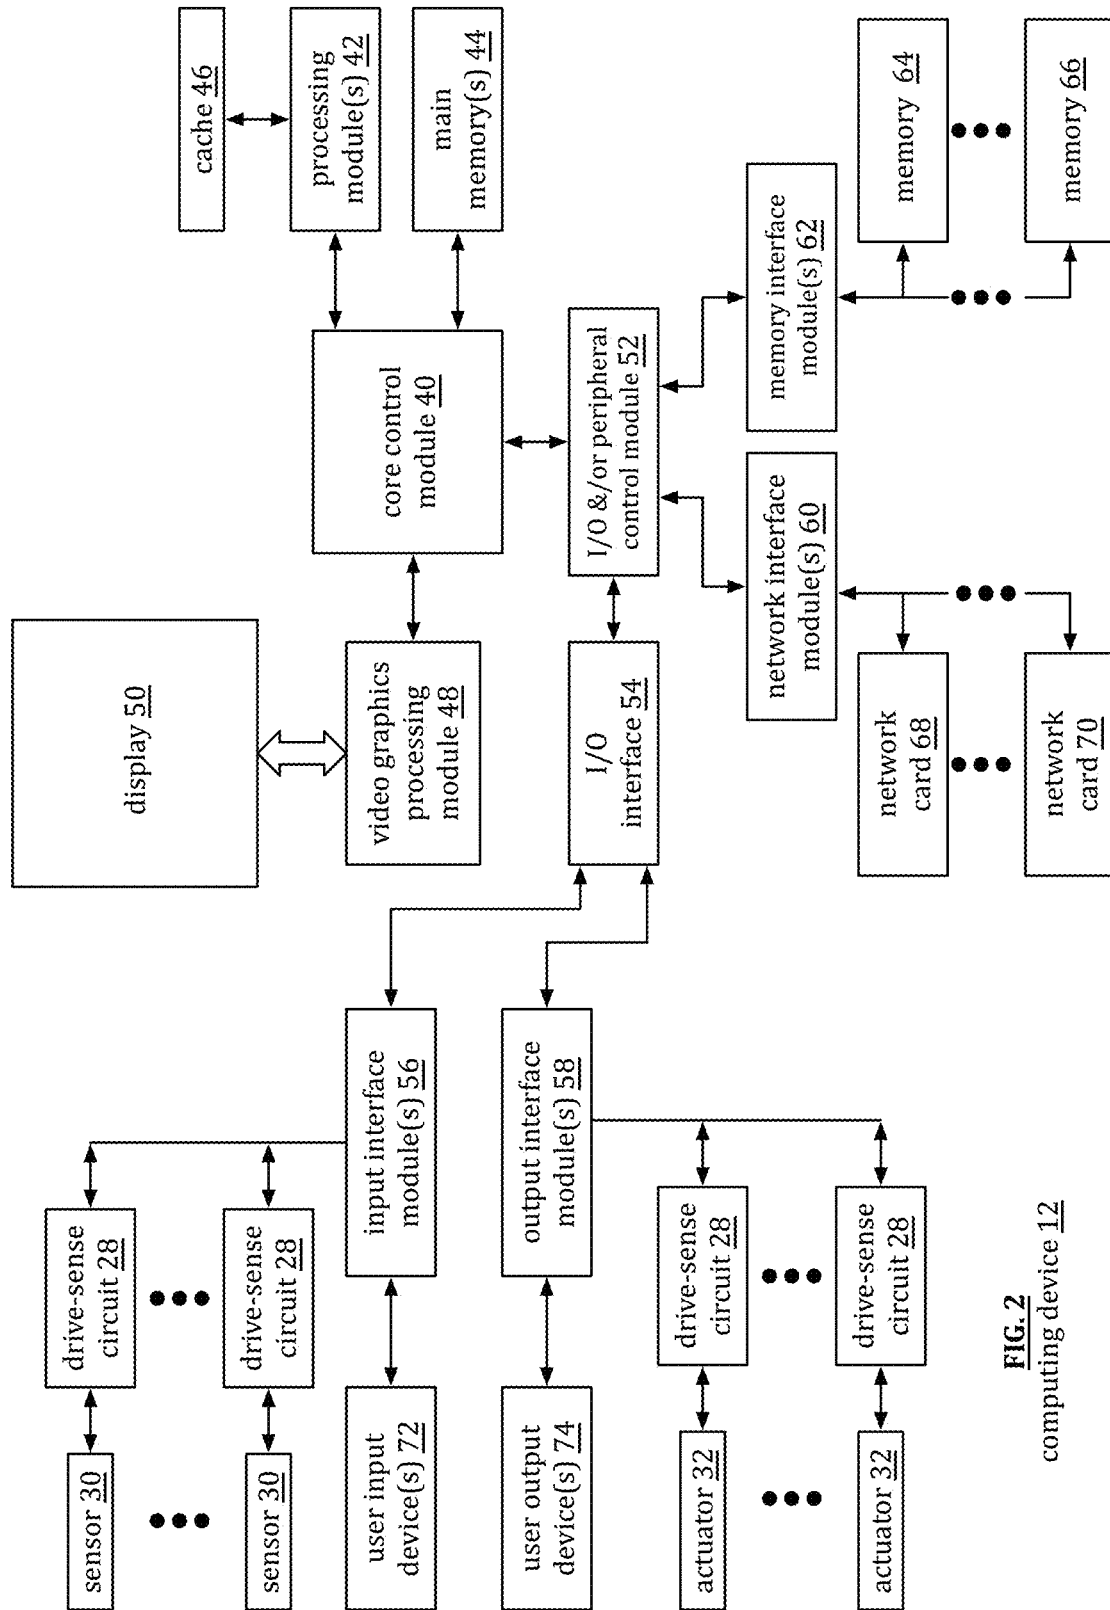 display 50
cache 46
processing
module(s) 42
main
memory(s) 44
core control
module 40
video graphics
processing
module 48
I/O
interface 54
I/O &/or peripheral
control module 52
sensor 30
drive-sense
circuit 28
sensor 30
drive-sense
circuit 28
user input
device(s) 72
input interface
module(s) 56
user output
device(s) 74
output interface
module(s) 58
actuator 32
drive-sense
circuit 28
actuator 32
drive-sense
circuit 28
network interface
module(s) 60
memory interface
module(s) 62
network
card 68
memory 64
network
card 70
memory 66
FIG. 2
computing device 12